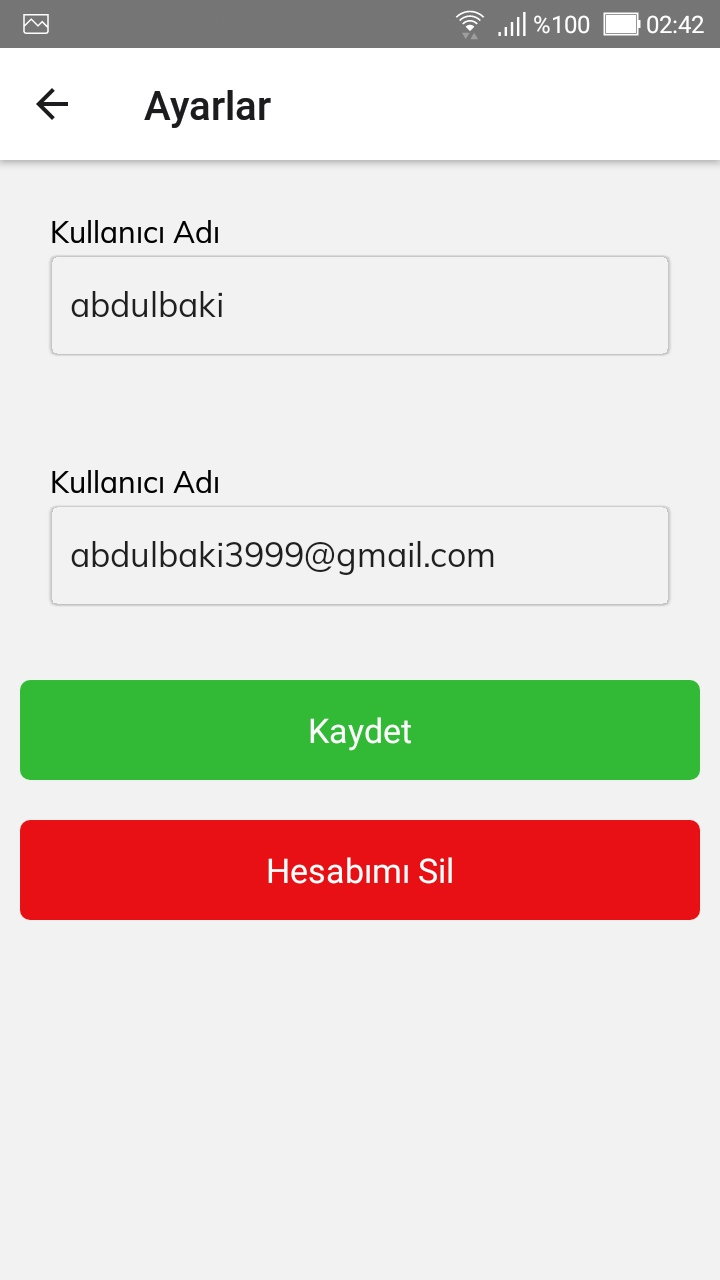 %100 02:42
Ayarlar
Kullanıcı Adı
abdulbaki
Kullanıcı Adı
abdulbaki3999@gmail.com
Kaydet
Hesabımı Sil